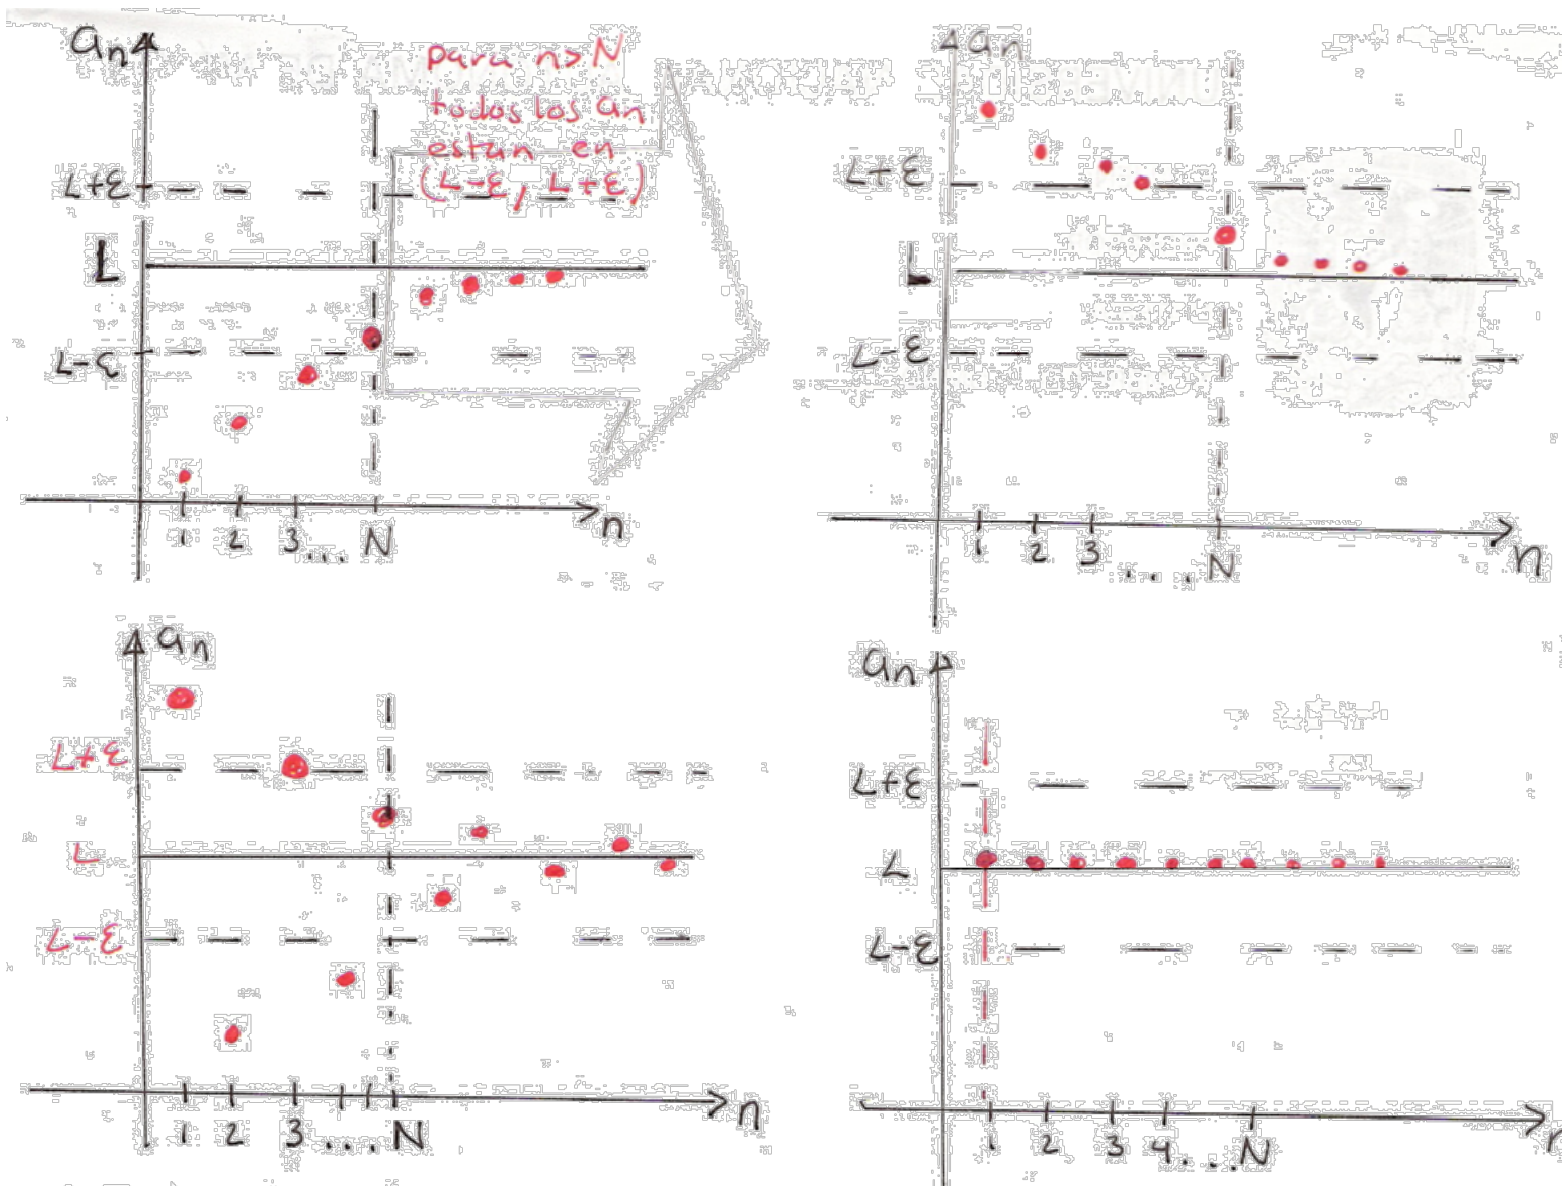 an
para n>N
todos los an
estan en
(L-ε, L+ε)
L+ε
L
L-ε
1 2 3... N
n
an
L+ε
L
L-ε
1 2 3 . . . . N
n
an
L+ε
L
L-ε
1 2 3 ... N
n
an
L+ε
L
L-ε
1 2 3 4...N
n